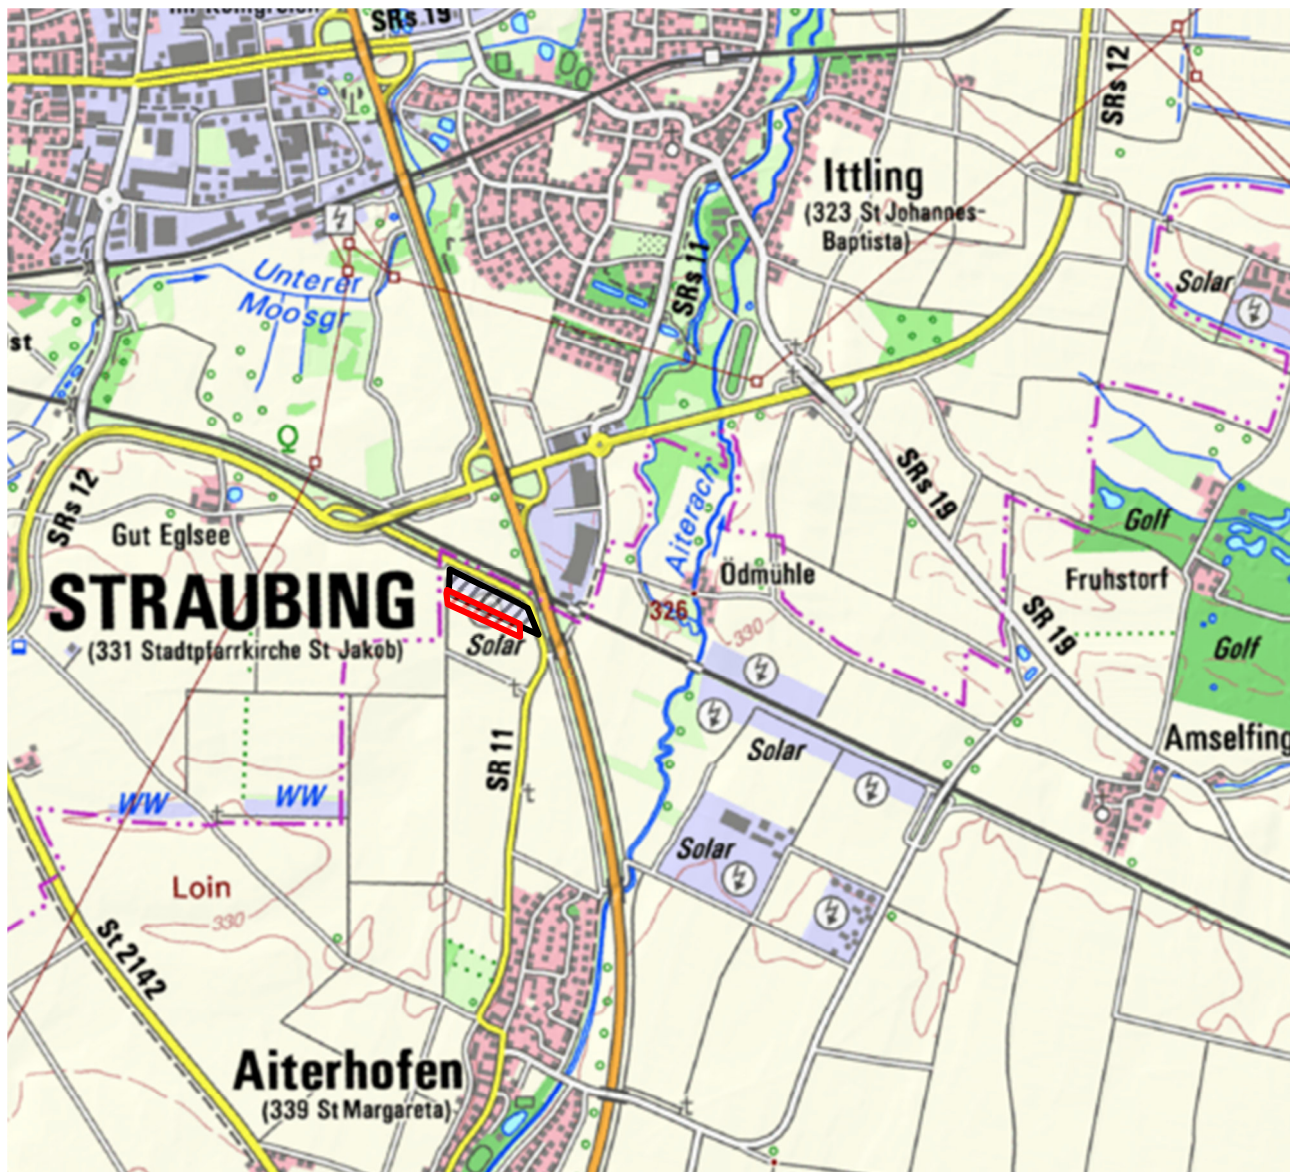 SRs 19
SRs 12
Ittling
(323 St Johannes-
Baptista)
Solar
Unterer
Moosgr
SRs 11
st
SRs 12
SRs 19
Gut Eglsee
Aiterach
Golf
Ödmühle
Fruhstorf
STRAUBING
(331 Stadtpfarrkirche St Jakob)
Solar
326
330
SR 19
Golf
SR 11
Solar
Amselfing
WW
WW
Solar
Loin
330
St 2142
Aiterhofen
(339 St Margareta)